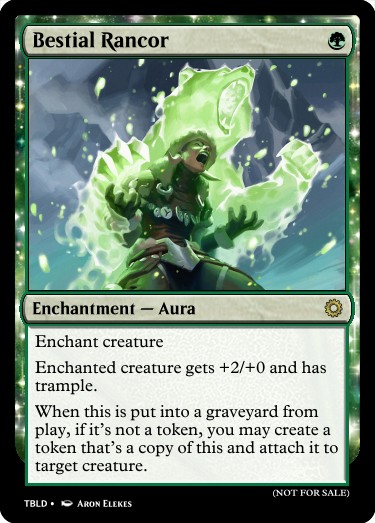 Bestial Rancor
Enchantment — Aura
Enchant creature
Enchanted creature gets +2/+0 and has
trample.
When this is put into a graveyard from
play, if it's not a token, you may create a
token that's a copy of this and attach it to
target creature.
(NOT FOR SALE)
TBLD • Aron Elekes